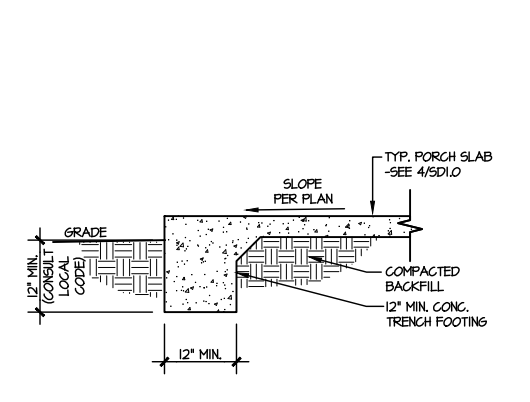 TYP. PORCH SLAB
-SEE 4/SD1.0
SLOPE
PER PLAN
GRADE
12" MIN.
(CONSULT
LOCAL
CODE)
COMPACTED
BACKFILL
12" MIN. CONC.
TRENCH FOOTING
12" MIN.